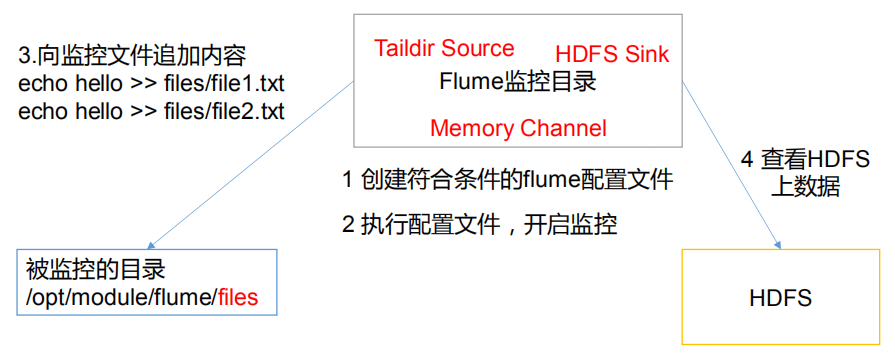 3.向监控文件追加内容
echo hello >> files/file1.txt
echo hello >> files/file2.txt
Taildir Source
HDFS Sink
Flume监控目录
Memory Channel
1 创建符合条件的flume配置文件
2 执行配置文件，开启监控
4 查看HDFS
上数据
被监控的目录
/opt/module/flume/files
HDFS